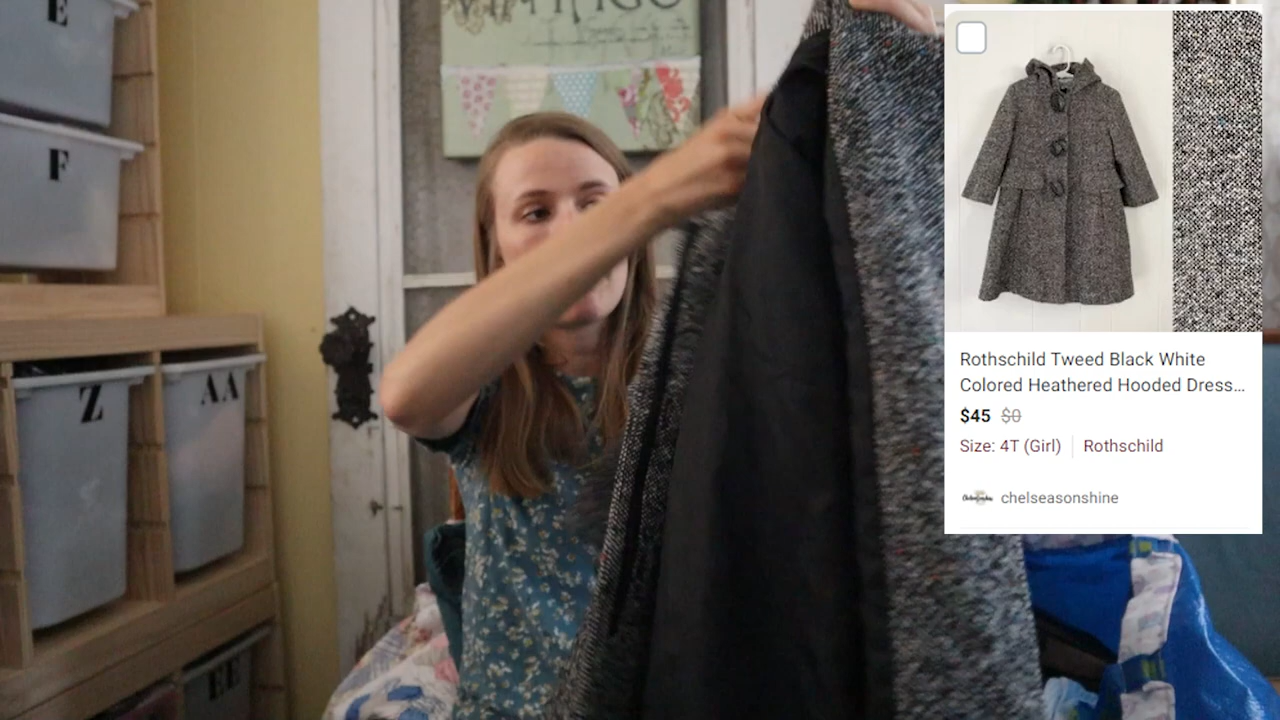 E
F
Z
AA
EE
Rothschild Tweed Black White
Colored Heathered Hooded Dress...
$45 $0
Size: 4T (Girl) Rothschild
chelseasonshine